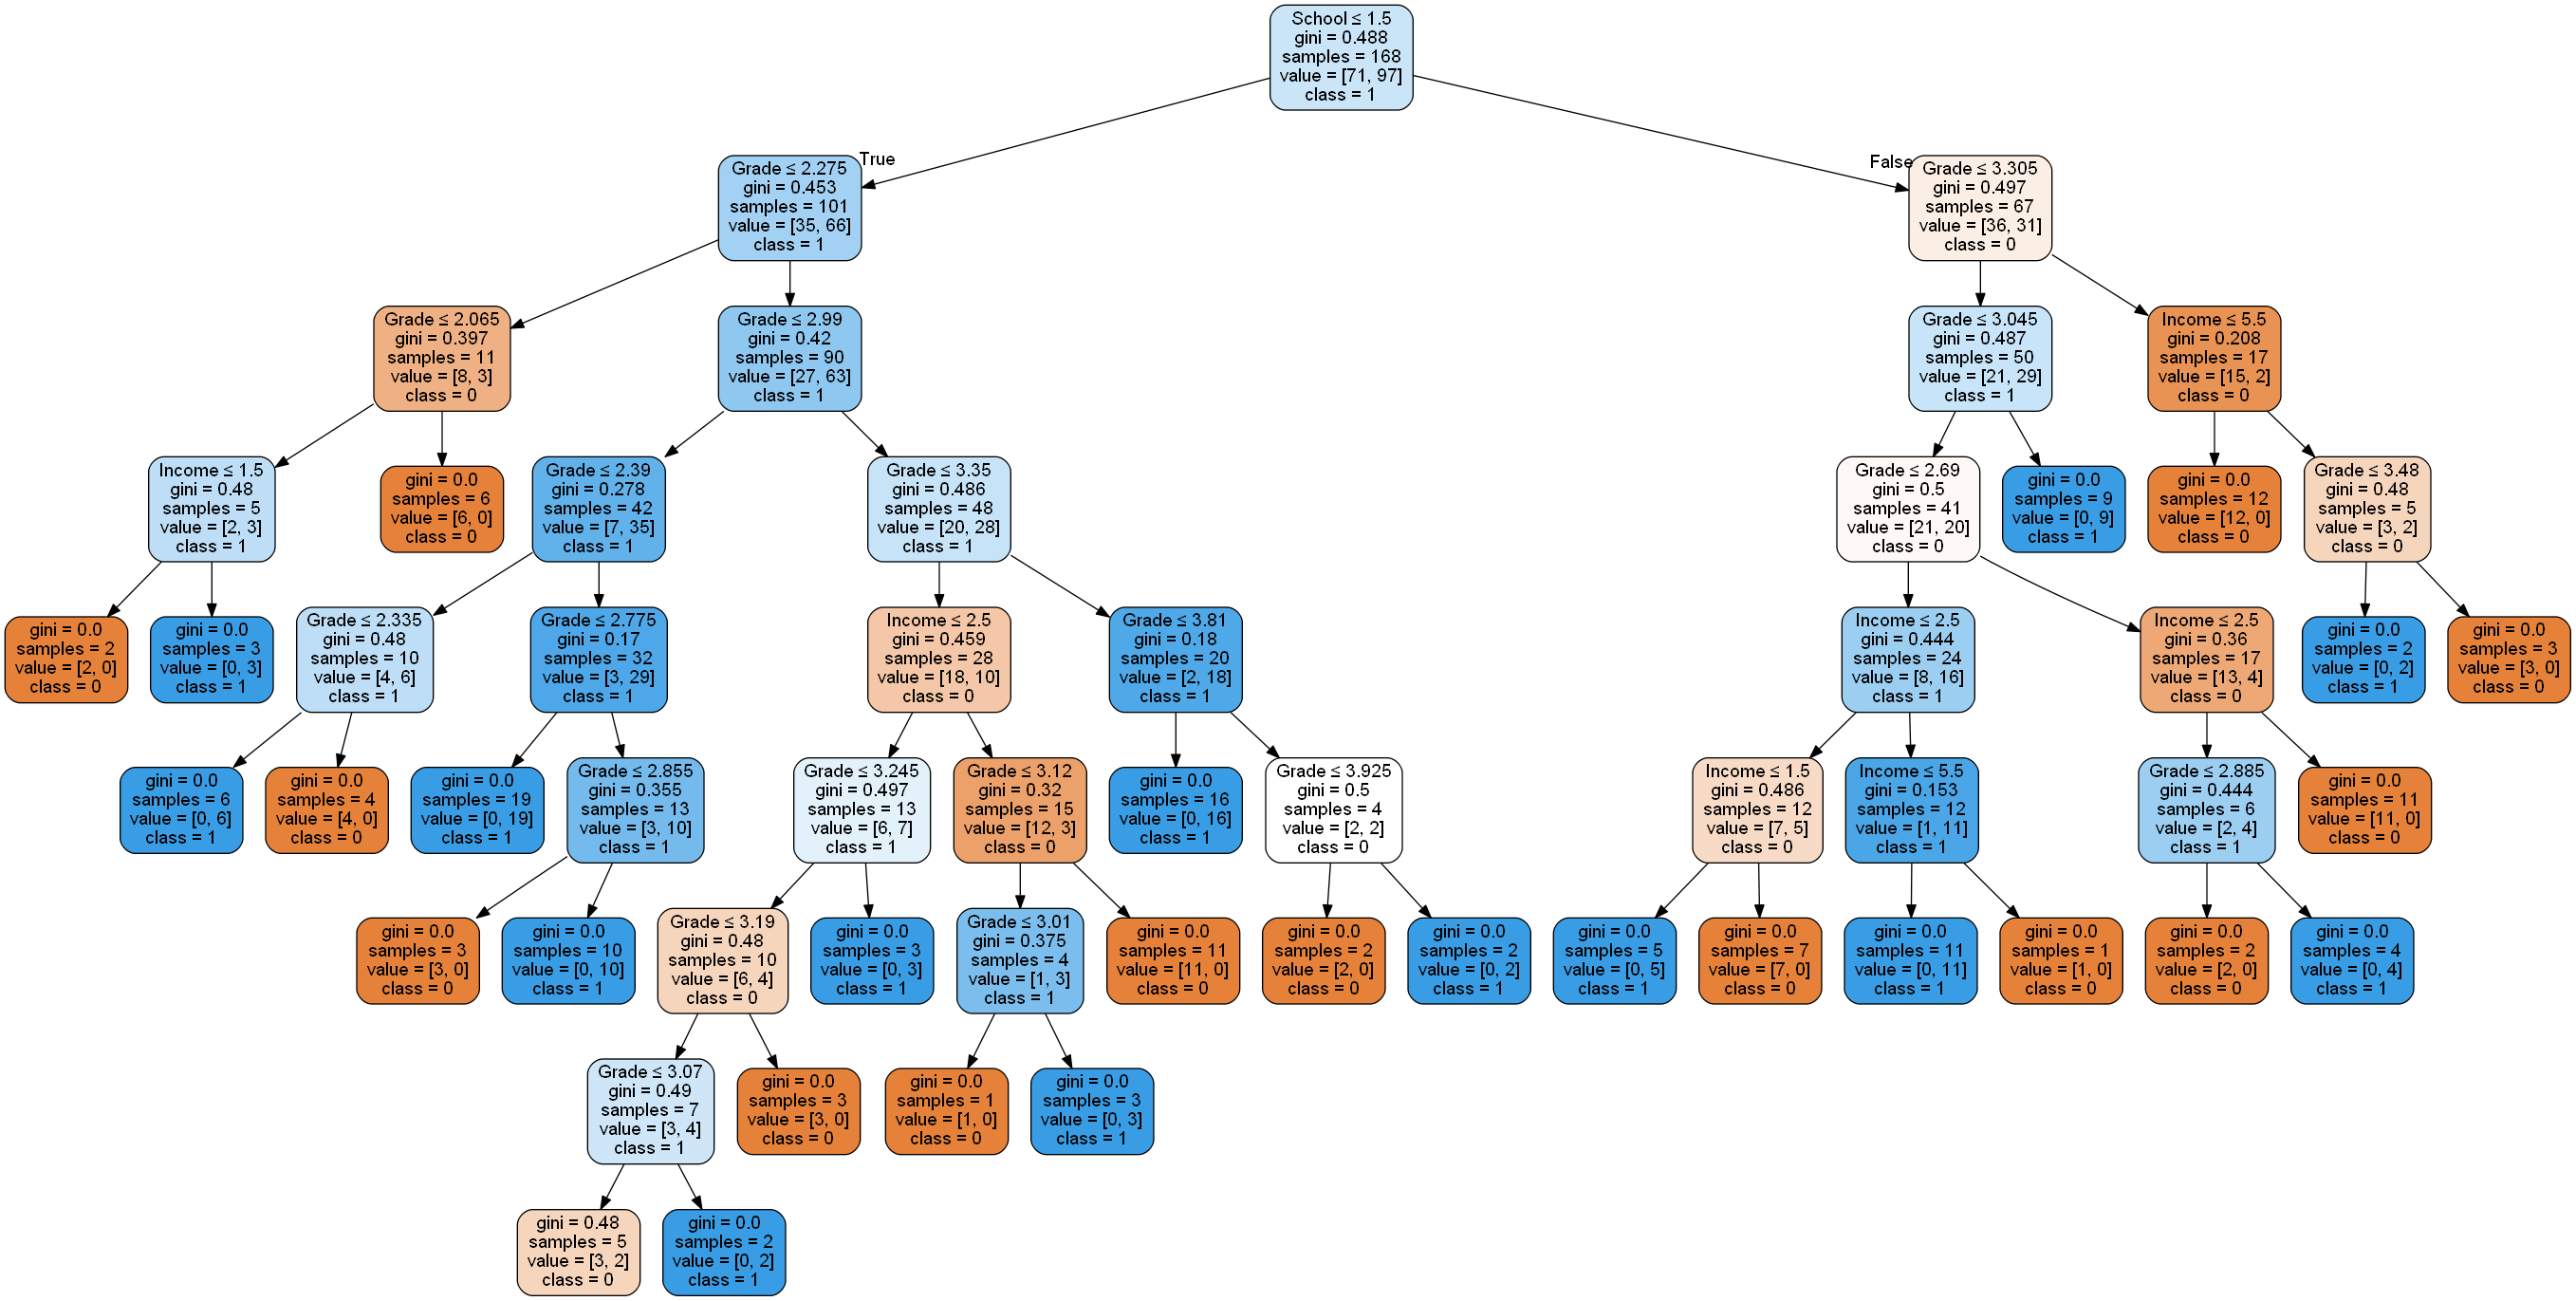 School ≤ 1.5
gini = 0.488
samples = 168
value = [71, 97]
class = 1
True
False
Grade ≤ 2.275
gini = 0.453
samples = 101
value = [35, 66]
class = 1
Grade ≤ 3.305
gini = 0.497
samples = 67
value = [36, 31]
class = 0
Grade ≤ 2.065
gini = 0.397
samples = 11
value = [8, 3]
class = 0
Grade ≤ 2.99
gini = 0.42
samples = 90
value = [27, 63]
class = 1
Grade ≤ 3.045
gini = 0.487
samples = 50
value = [21, 29]
class = 1
Income ≤ 5.5
gini = 0.208
samples = 17
value = [15, 2]
class = 0
Income ≤ 1.5
gini = 0.48
samples = 5
value = [2, 3]
class = 1
gini = 0.0
samples = 6
value = [6, 0]
class = 0
Grade ≤ 2.39
gini = 0.278
samples = 42
value = [7, 35]
class = 1
Grade ≤ 3.35
gini = 0.486
samples = 48
value = [20, 28]
class = 1
Grade ≤ 2.69
gini = 0.5
samples = 41
value = [21, 20]
class = 0
gini = 0.0
samples = 9
value = [0, 9]
class = 1
gini = 0.0
samples = 12
value = [12, 0]
class = 0
Grade ≤ 3.48
gini = 0.48
samples = 5
value = [3, 2]
class = 0
gini = 0.0
samples = 2
value = [2, 0]
class = 0
gini = 0.0
samples = 3
value = [0, 3]
class = 1
Grade ≤ 2.335
gini = 0.48
samples = 10
value = [4, 6]
class = 1
Grade ≤ 2.775
gini = 0.17
samples = 32
value = [3, 29]
class = 1
Income ≤ 2.5
gini = 0.459
samples = 28
value = [18, 10]
class = 0
Grade ≤ 3.81
gini = 0.18
samples = 20
value = [2, 18]
class = 1
Income ≤ 2.5
gini = 0.444
samples = 24
value = [8, 16]
class = 1
Income ≤ 2.5
gini = 0.36
samples = 17
value = [13, 4]
class = 0
gini = 0.0
samples = 2
value = [0, 2]
class = 1
gini = 0.0
samples = 3
value = [3, 0]
class = 0
gini = 0.0
samples = 6
value = [0, 6]
class = 1
gini = 0.0
samples = 4
value = [4, 0]
class = 0
gini = 0.0
samples = 19
value = [0, 19]
class = 1
Grade ≤ 2.855
gini = 0.355
samples = 13
value = [3, 10]
class = 1
Grade ≤ 3.245
gini = 0.497
samples = 13
value = [6, 7]
class = 1
Grade ≤ 3.12
gini = 0.32
samples = 15
value = [12, 3]
class = 0
gini = 0.0
samples = 16
value = [0, 16]
class = 1
Grade ≤ 3.925
gini = 0.5
samples = 4
value = [2, 2]
class = 0
Income ≤ 1.5
gini = 0.486
samples = 12
value = [7, 5]
class = 0
Income ≤ 5.5
gini = 0.153
samples = 12
value = [1, 11]
class = 1
Grade ≤ 2.885
gini = 0.444
samples = 6
value = [2, 4]
class = 1
gini = 0.0
samples = 11
value = [11, 0]
class = 0
gini = 0.0
samples = 3
value = [3, 0]
class = 0
gini = 0.0
samples = 10
value = [0, 10]
class = 1
Grade ≤ 3.19
gini = 0.48
samples = 10
value = [6, 4]
class = 0
gini = 0.0
samples = 3
value = [0, 3]
class = 1
Grade ≤ 3.01
gini = 0.375
samples = 4
value = [1, 3]
class = 1
gini = 0.0
samples = 11
value = [11, 0]
class = 0
gini = 0.0
samples = 2
value = [2, 0]
class = 0
gini = 0.0
samples = 2
value = [0, 2]
class = 1
gini = 0.0
samples = 5
value = [0, 5]
class = 1
gini = 0.0
samples = 7
value = [7, 0]
class = 0
gini = 0.0
samples = 11
value = [0, 11]
class = 1
gini = 0.0
samples = 1
value = [1, 0]
class = 0
gini = 0.0
samples = 2
value = [2, 0]
class = 0
gini = 0.0
samples = 4
value = [0, 4]
class = 1
Grade ≤ 3.07
gini = 0.49
samples = 7
value = [3, 4]
class = 1
gini = 0.0
samples = 3
value = [3, 0]
class = 0
gini = 0.0
samples = 1
value = [1, 0]
class = 0
gini = 0.0
samples = 3
value = [0, 3]
class = 1
gini = 0.48
samples = 5
value = [3, 2]
class = 0
gini = 0.0
samples = 2
value = [0, 2]
class = 1